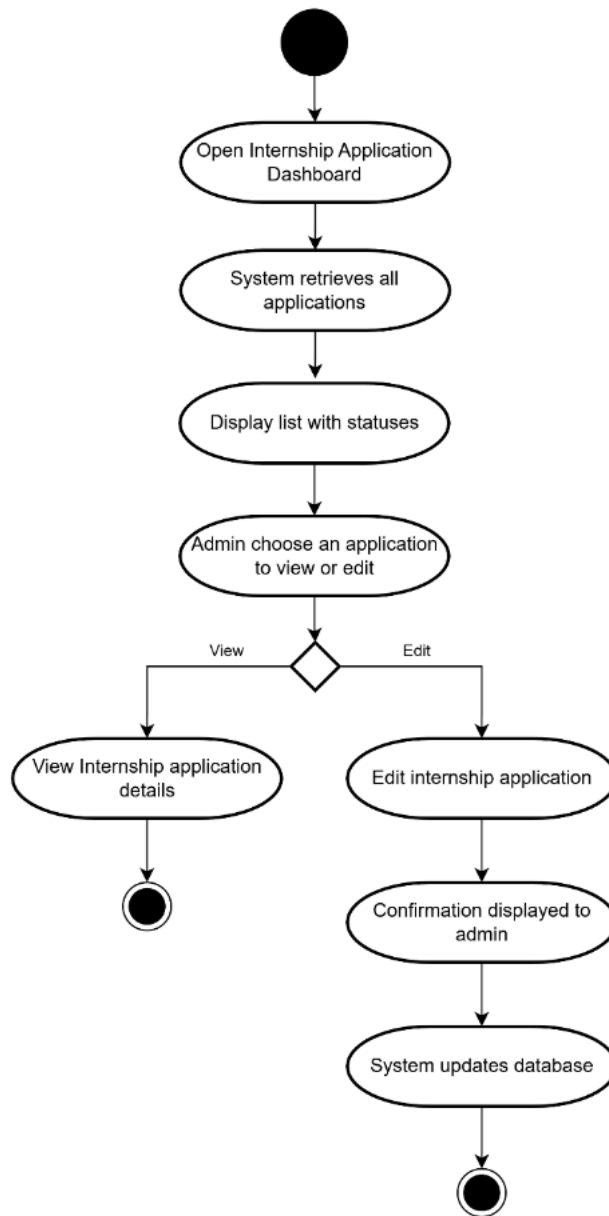 Open Internship Application
Dashboard
System retrieves all
applications
Display list with statuses
Admin choose an application
to view or edit
View
Edit
View Internship application
details
Edit internship application
Confirmation displayed to
admin
System updates database